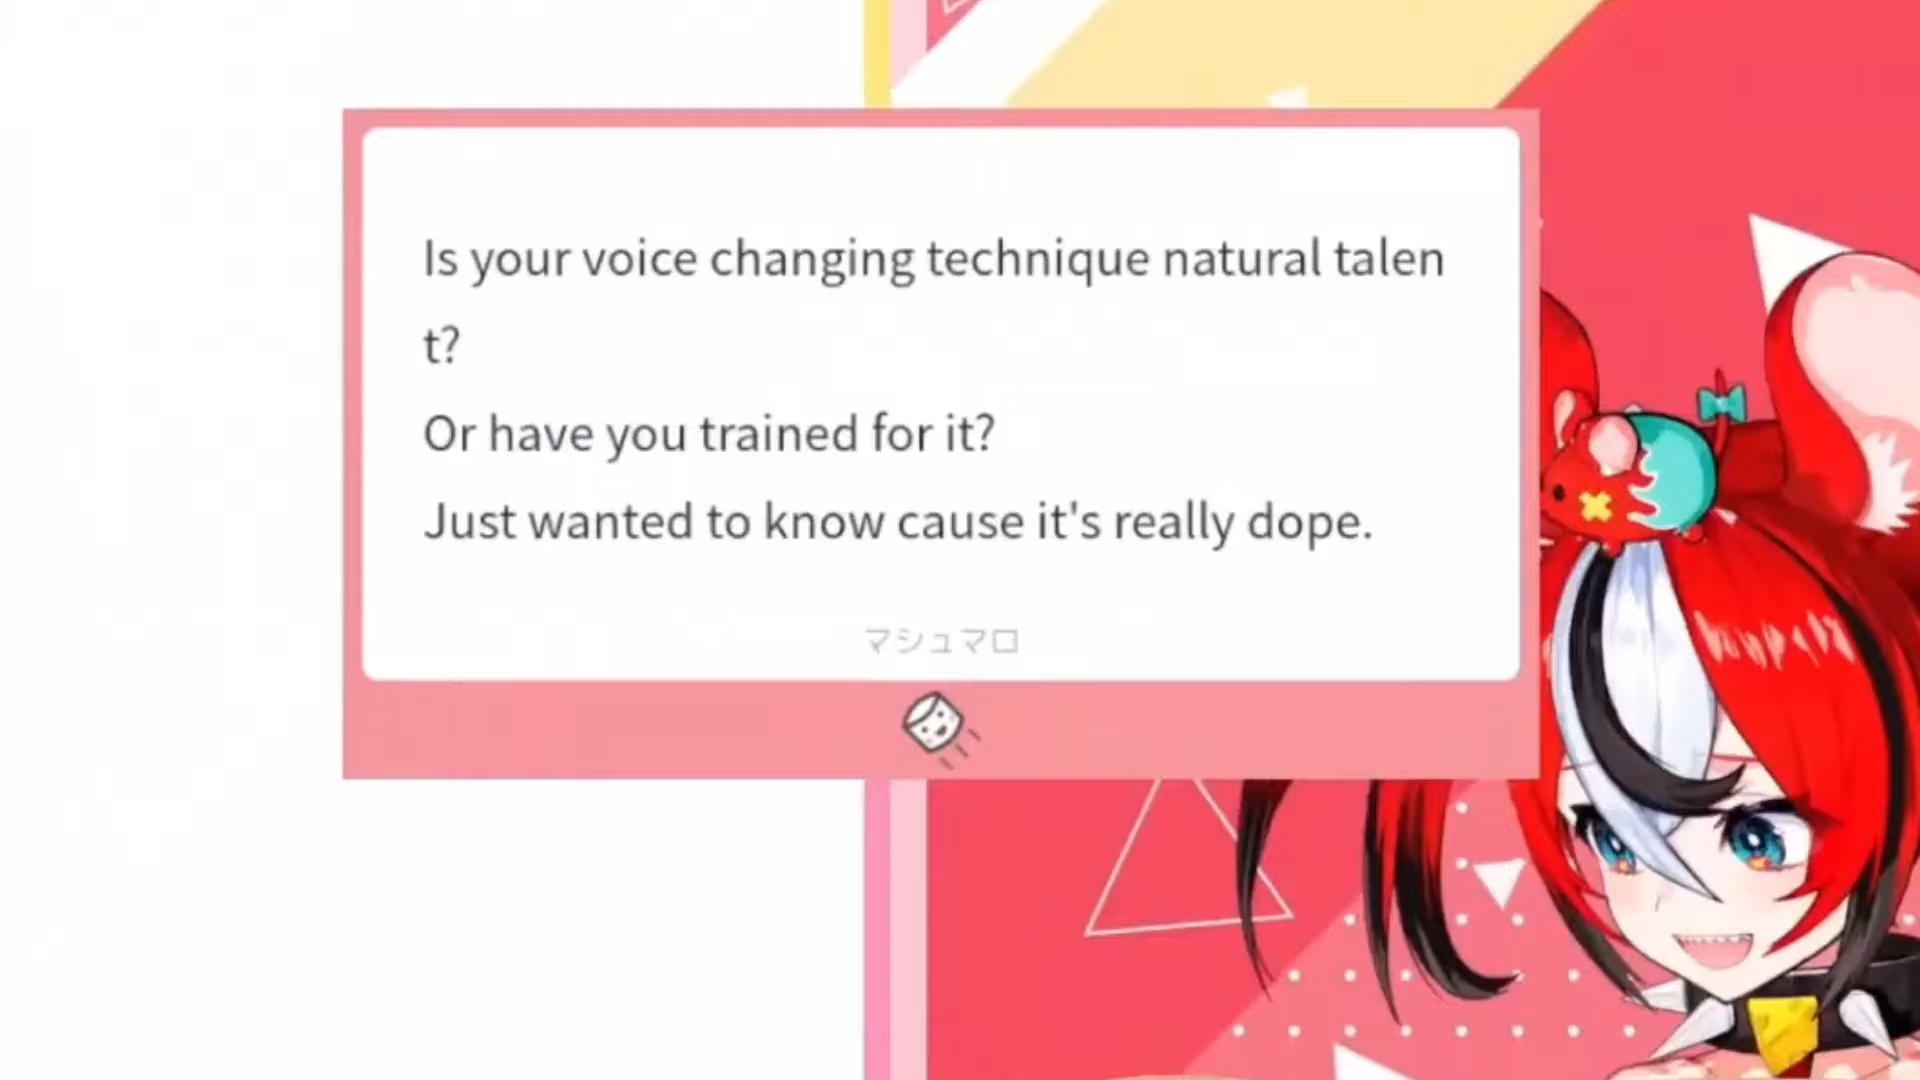 Is your voice changing technique natural talen
t?
Or have you trained for it?
Just wanted to know cause it's really dope.
マシュマロ